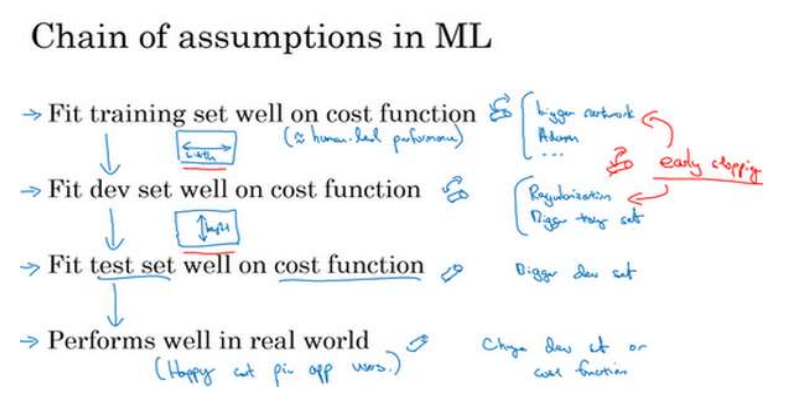 Chain of assumptions in ML
→ Fit training set well on cost function
bigger network
(≈ human-level performance)
Adam
...
width
early stopping
→ Fit dev set well on cost function
Regularization
Bigger train set
height
→ Fit test set well on cost function
Bigger dev set
→ Performs well in real world
Change dev set or
(Happy cat pic app users.)
cost function